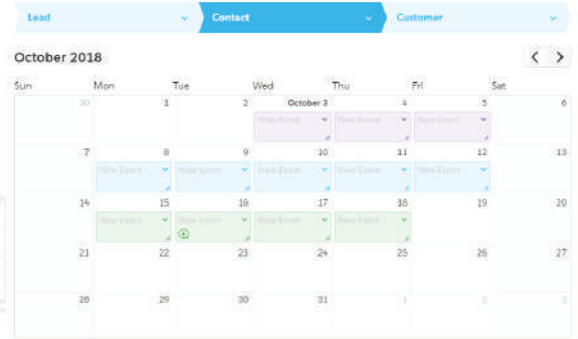 Lead Contact Customer
October 2018
Sun Mon Tue Wed Thu Fri Sat
30 1 2 October 3 4 5 6
New Event New Event New Event
7 8 9 10 11 12 13
New Event New Event New Event New Event New Event
14 15 16 17 18 19 20
New Event New Event New Event New Event
21 22 23 24 25 26 27
28 29 30 31 1 2 3